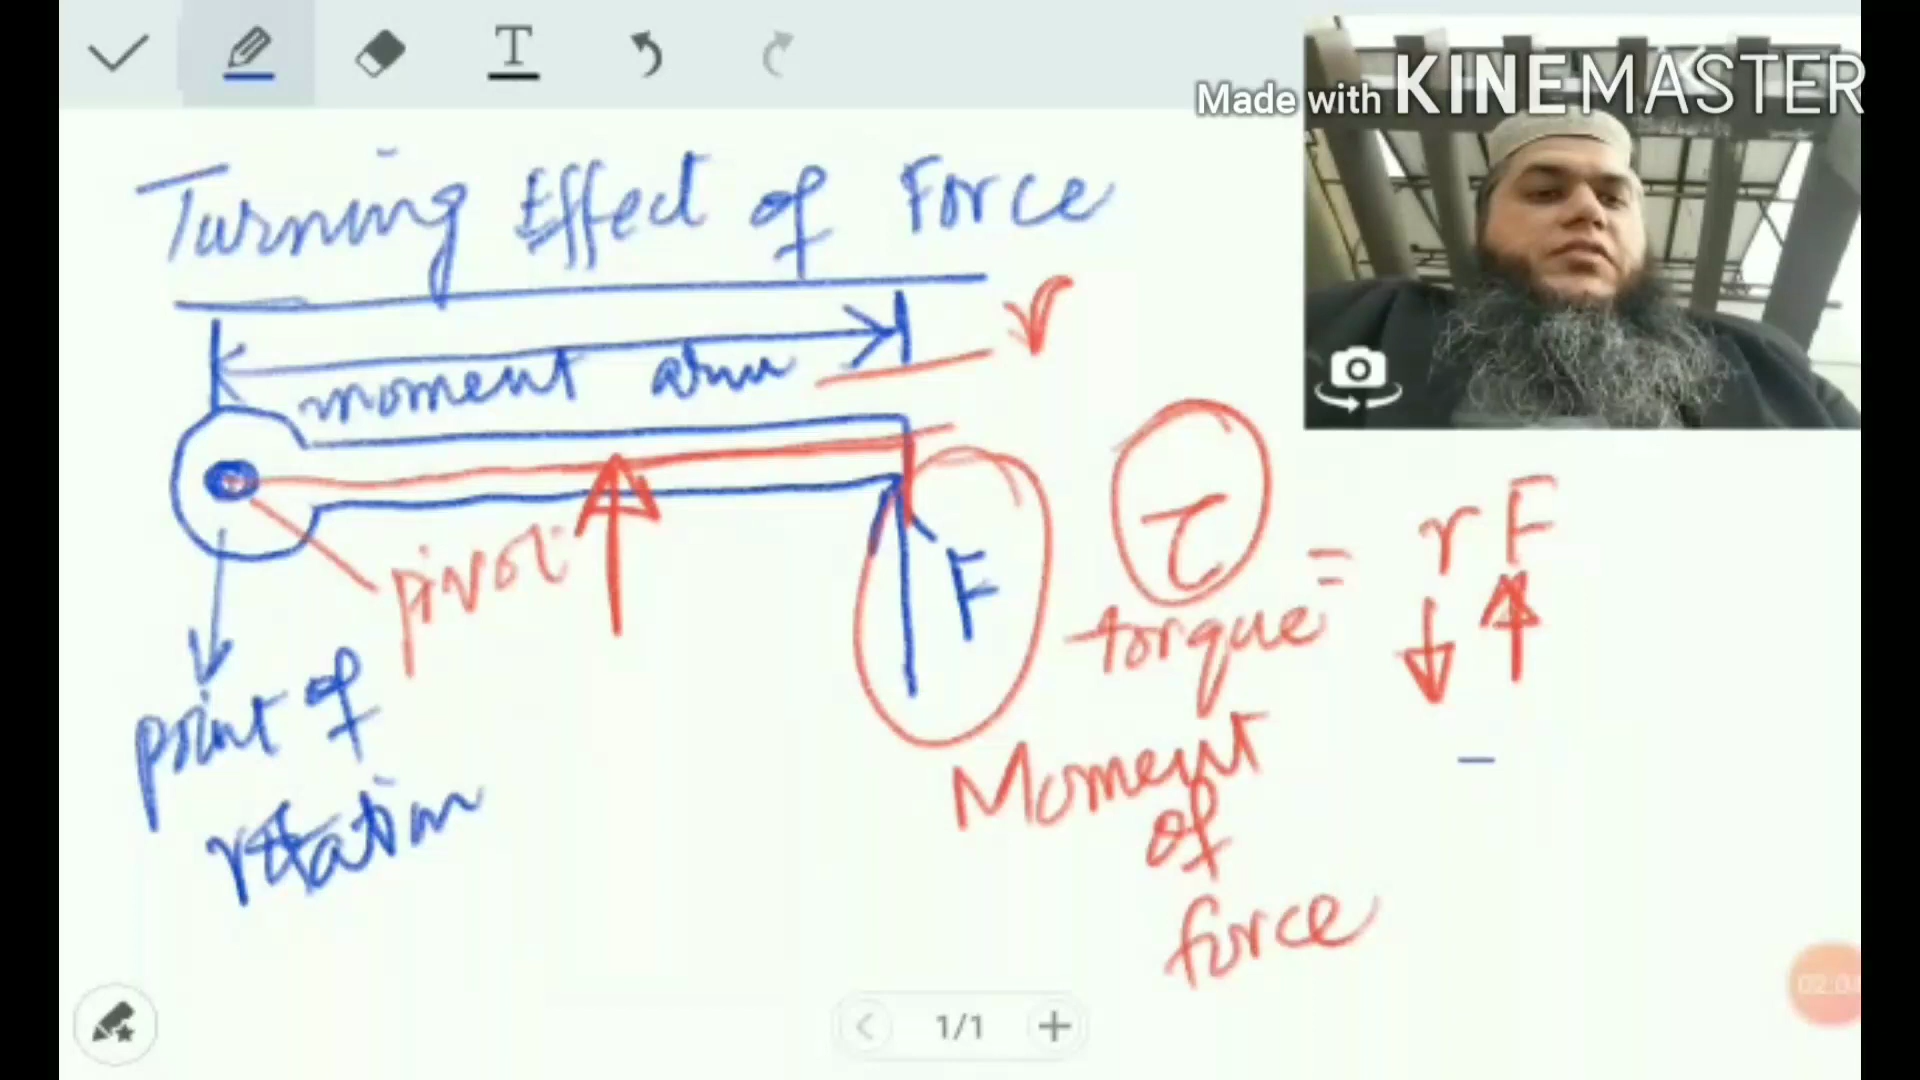 T
Made with KINEMASTER
Turning Effect of Force
r
moment arm
pivot
F
τ = rF
torque
point of
rotation
Moment
of
force
1/1